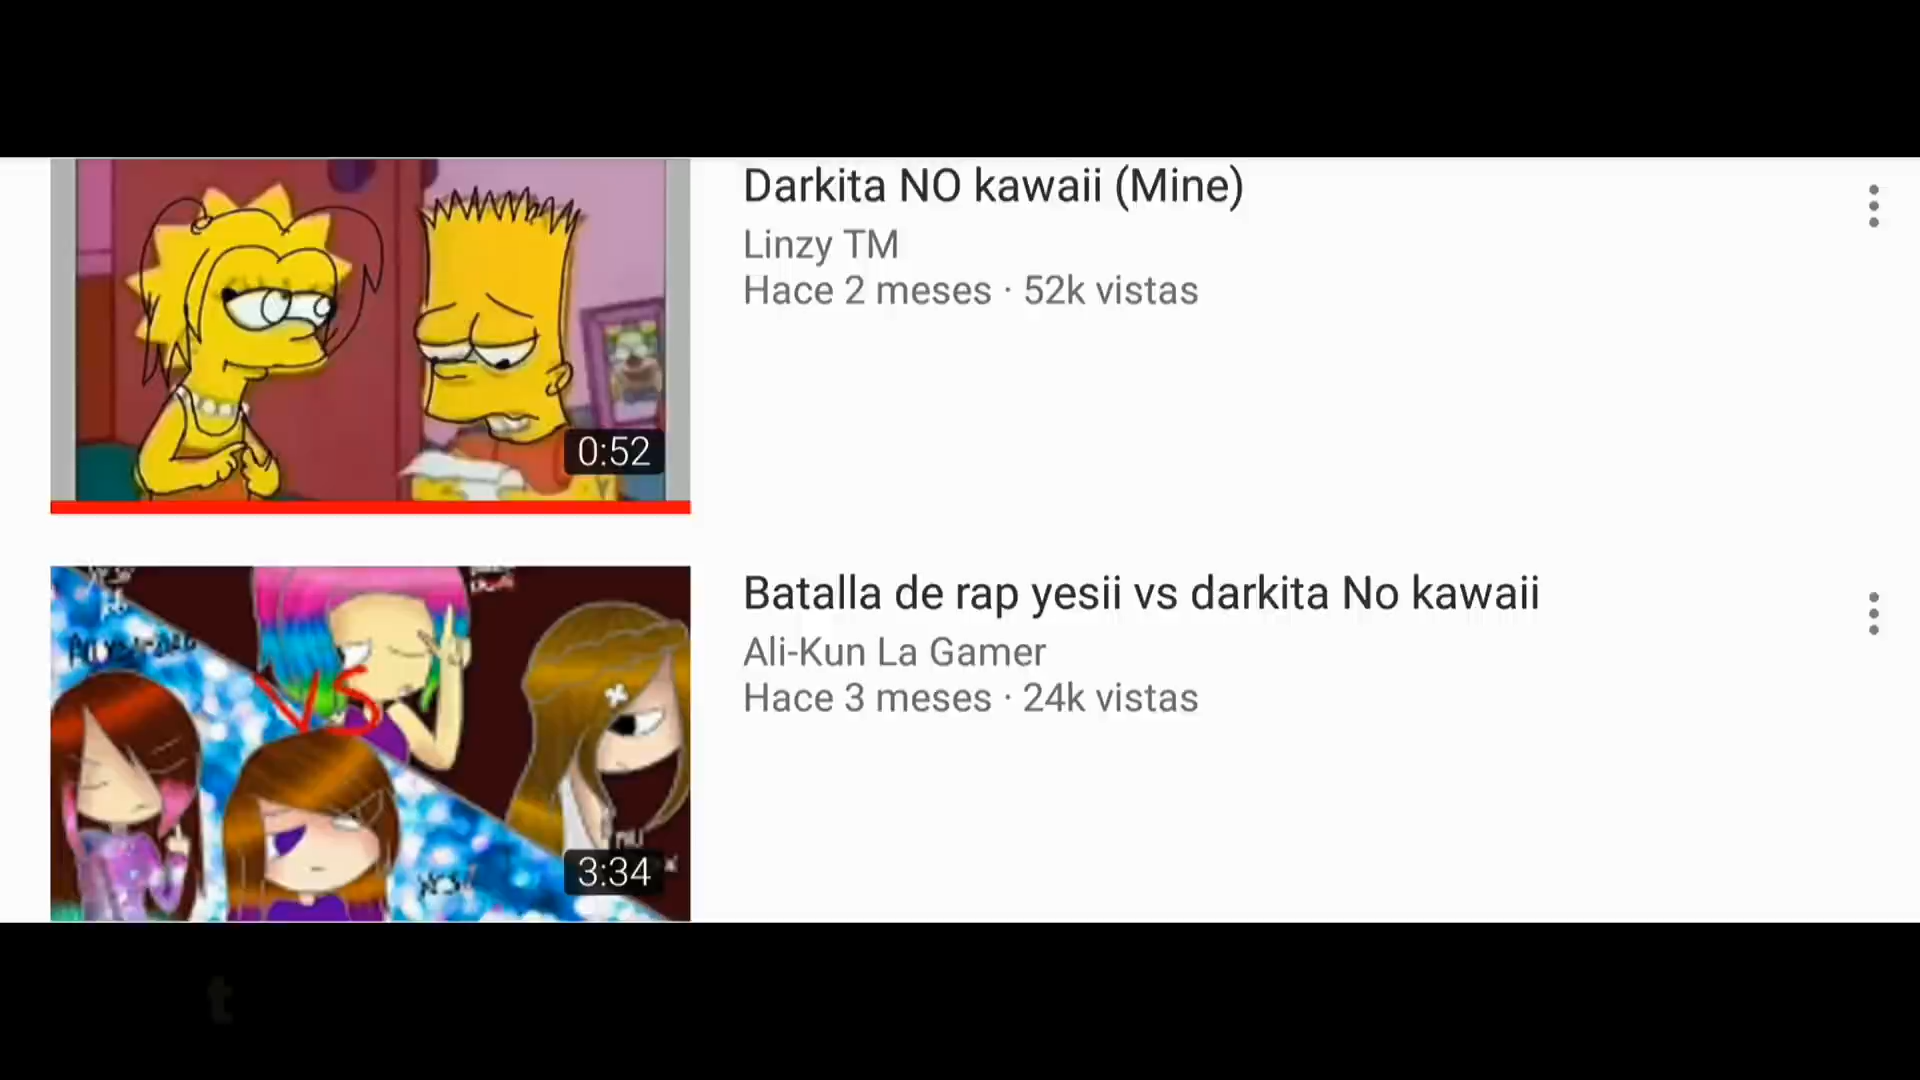 Darkita NO kawaii (Mine)
Linzy TM
Hace 2 meses · 52k vistas
0:52
Batalla de rap yesii vs darkita No kawaii
Ali-Kun La Gamer
Hace 3 meses · 24k vistas
VS
3:34
t